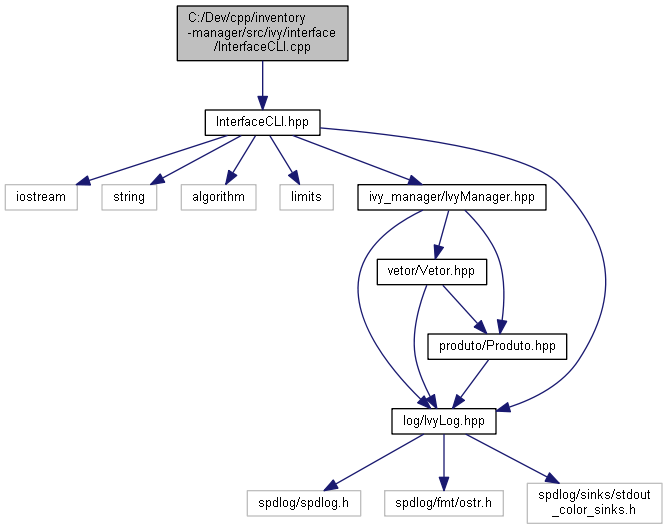 C:/Dev/cpp/inventory
-manager/src/ivy/interface
/InterfaceCLI.cpp
InterfaceCLI.hpp
iostream
string
algorithm
limits
ivy_manager/IvyManager.hpp
vetor/Vetor.hpp
produto/Produto.hpp
log/IvyLog.hpp
spdlog/spdlog.h
spdlog/fmt/ostr.h
spdlog/sinks/stdout
_color_sinks.h